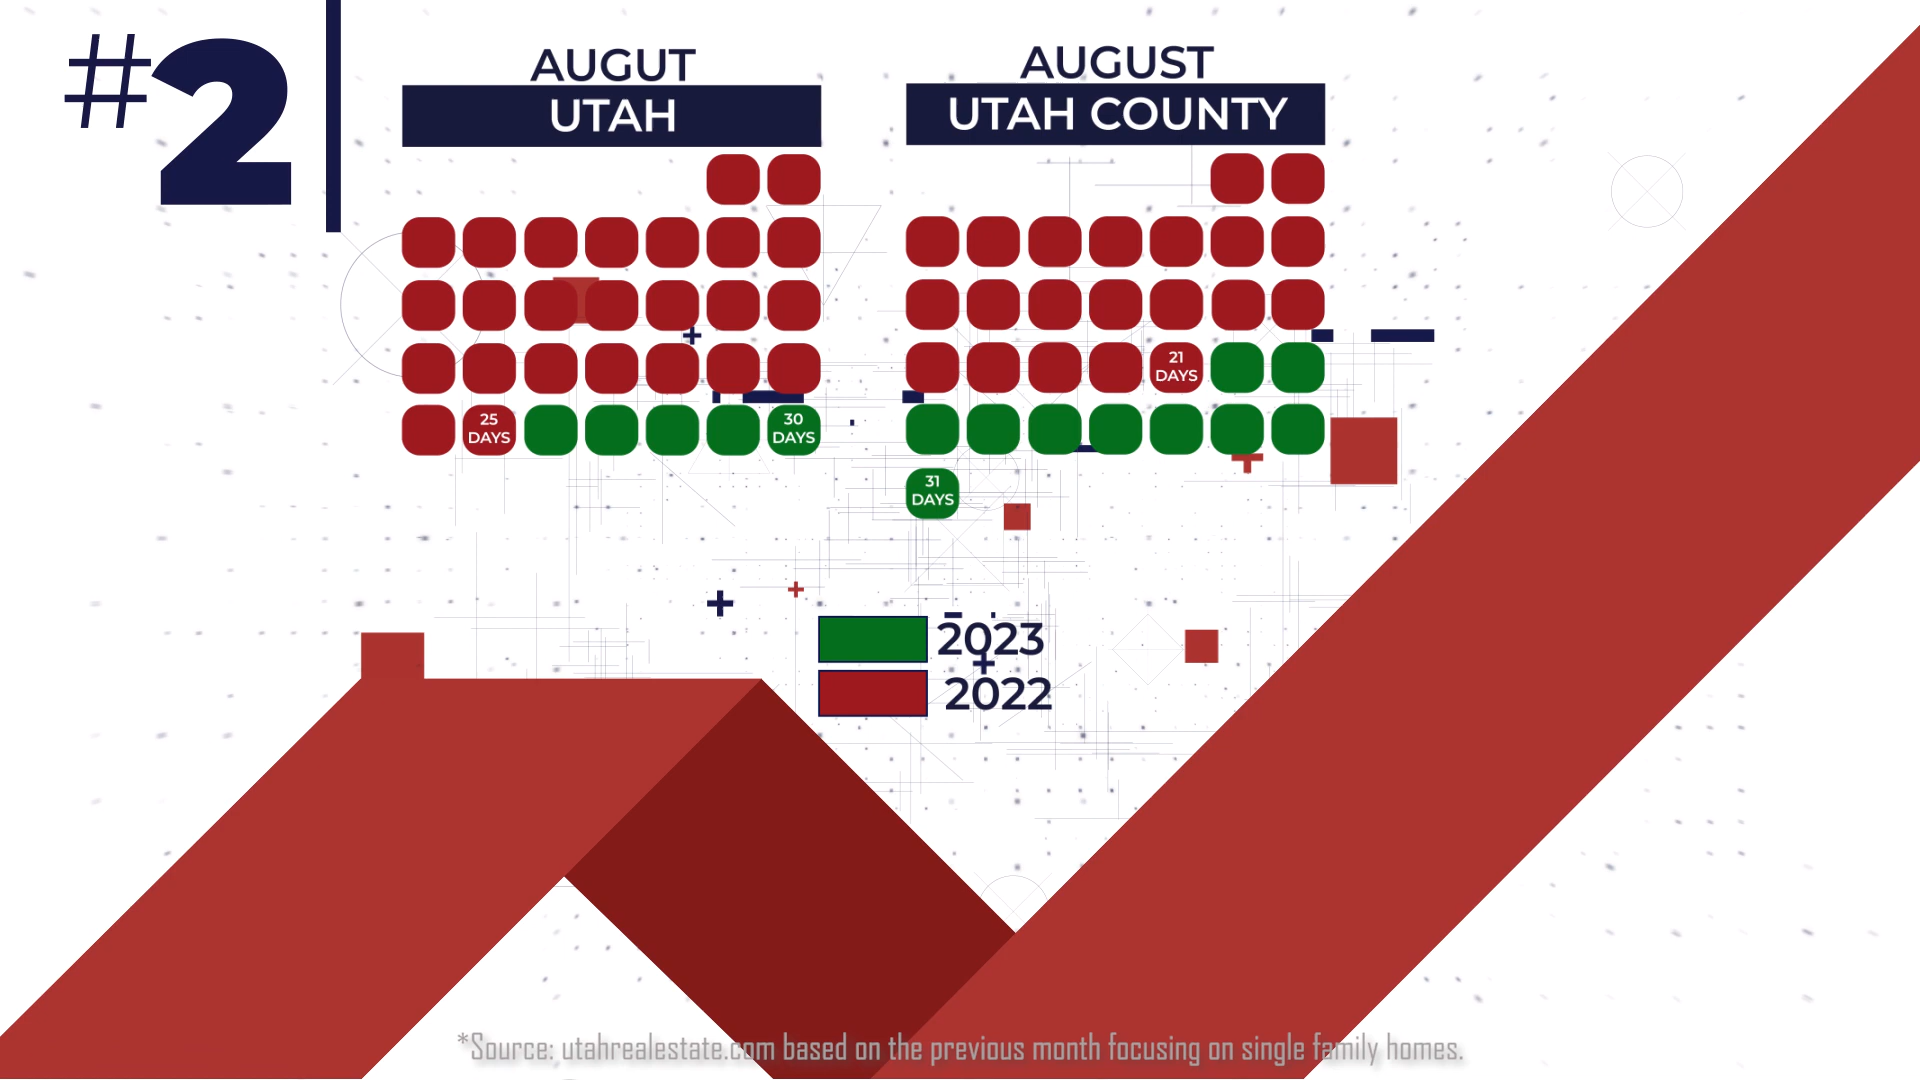 #2
AUGUT
UTAH
25
DAYS
30
DAYS
AUGUST
UTAH COUNTY
21
DAYS
31
DAYS
2023
2022
*Source: utahrealestate.com based on the previous month focusing on single family homes.